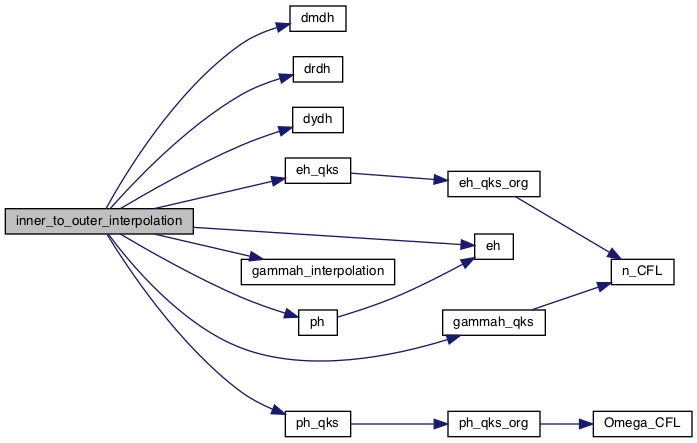 dmdh
drdh
dydh
eh_qks
eh_qks_org
inner_to_outer_interpolation
eh
gammah_interpolation
n_CFL
ph
gammah_qks
ph_qks
ph_qks_org
Omega_CFL